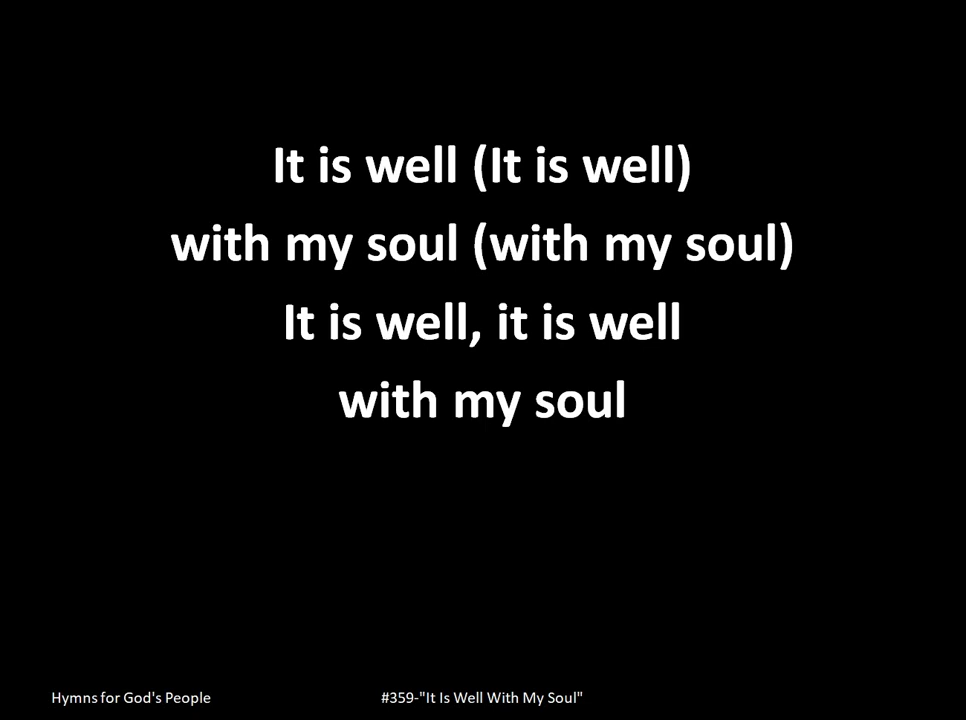 It is well (It is well)
with my soul (with my soul)
It is well, it is well
with my soul
Hymns for God's People
#359-"It Is Well With My Soul"